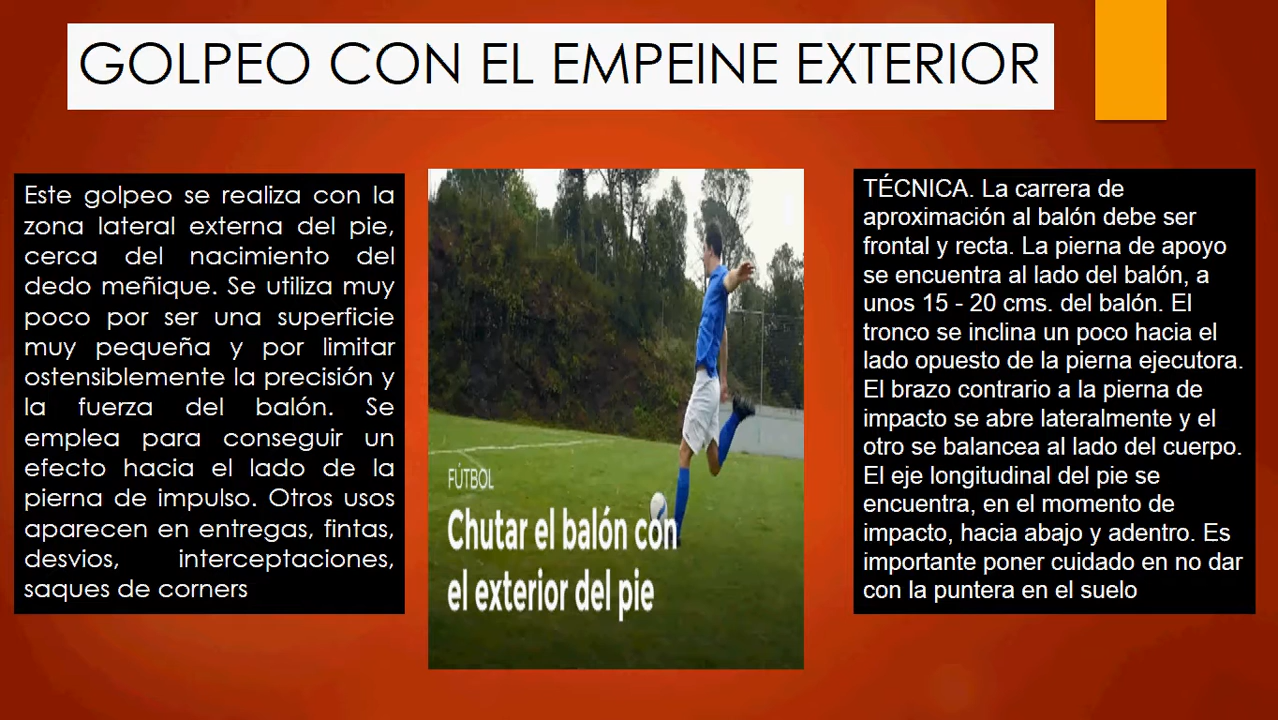 GOLPEO CON EL EMPEINE EXTERIOR
Este golpeo se realiza con la
zona lateral externa del pie,
cerca del nacimiento del
dedo meñique. Se utiliza muy
poco por ser una superficie
muy pequeña y por limitar
ostensiblemente la precisión y
la fuerza del balón. Se
emplea para conseguir un
efecto hacia el lado de la
pierna de impulso. Otros usos
aparecen en entregas, fintas,
desvios, interceptaciones,
saques de corners
FÚTBOL
Chutar el balón con
el exterior del pie
TÉCNICA. La carrera de
aproximación al balón debe ser
frontal y recta. La pierna de apoyo
se encuentra al lado del balón, a
unos 15 - 20 cms. del balón. El
tronco se inclina un poco hacia el
lado opuesto de la pierna ejecutora.
El brazo contrario a la pierna de
impacto se abre lateralmente y el
otro se balancea al lado del cuerpo.
El eje longitudinal del pie se
encuentra, en el momento de
impacto, hacia abajo y adentro. Es
importante poner cuidado en no dar
con la puntera en el suelo